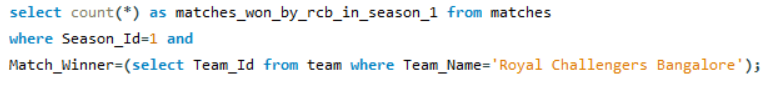 select count(*) as matches_won_by_rcb_in_season_1 from matches
where Season_Id=1 and
Match_Winner=(select Team_Id from team where Team_Name='Royal Challengers Bangalore');